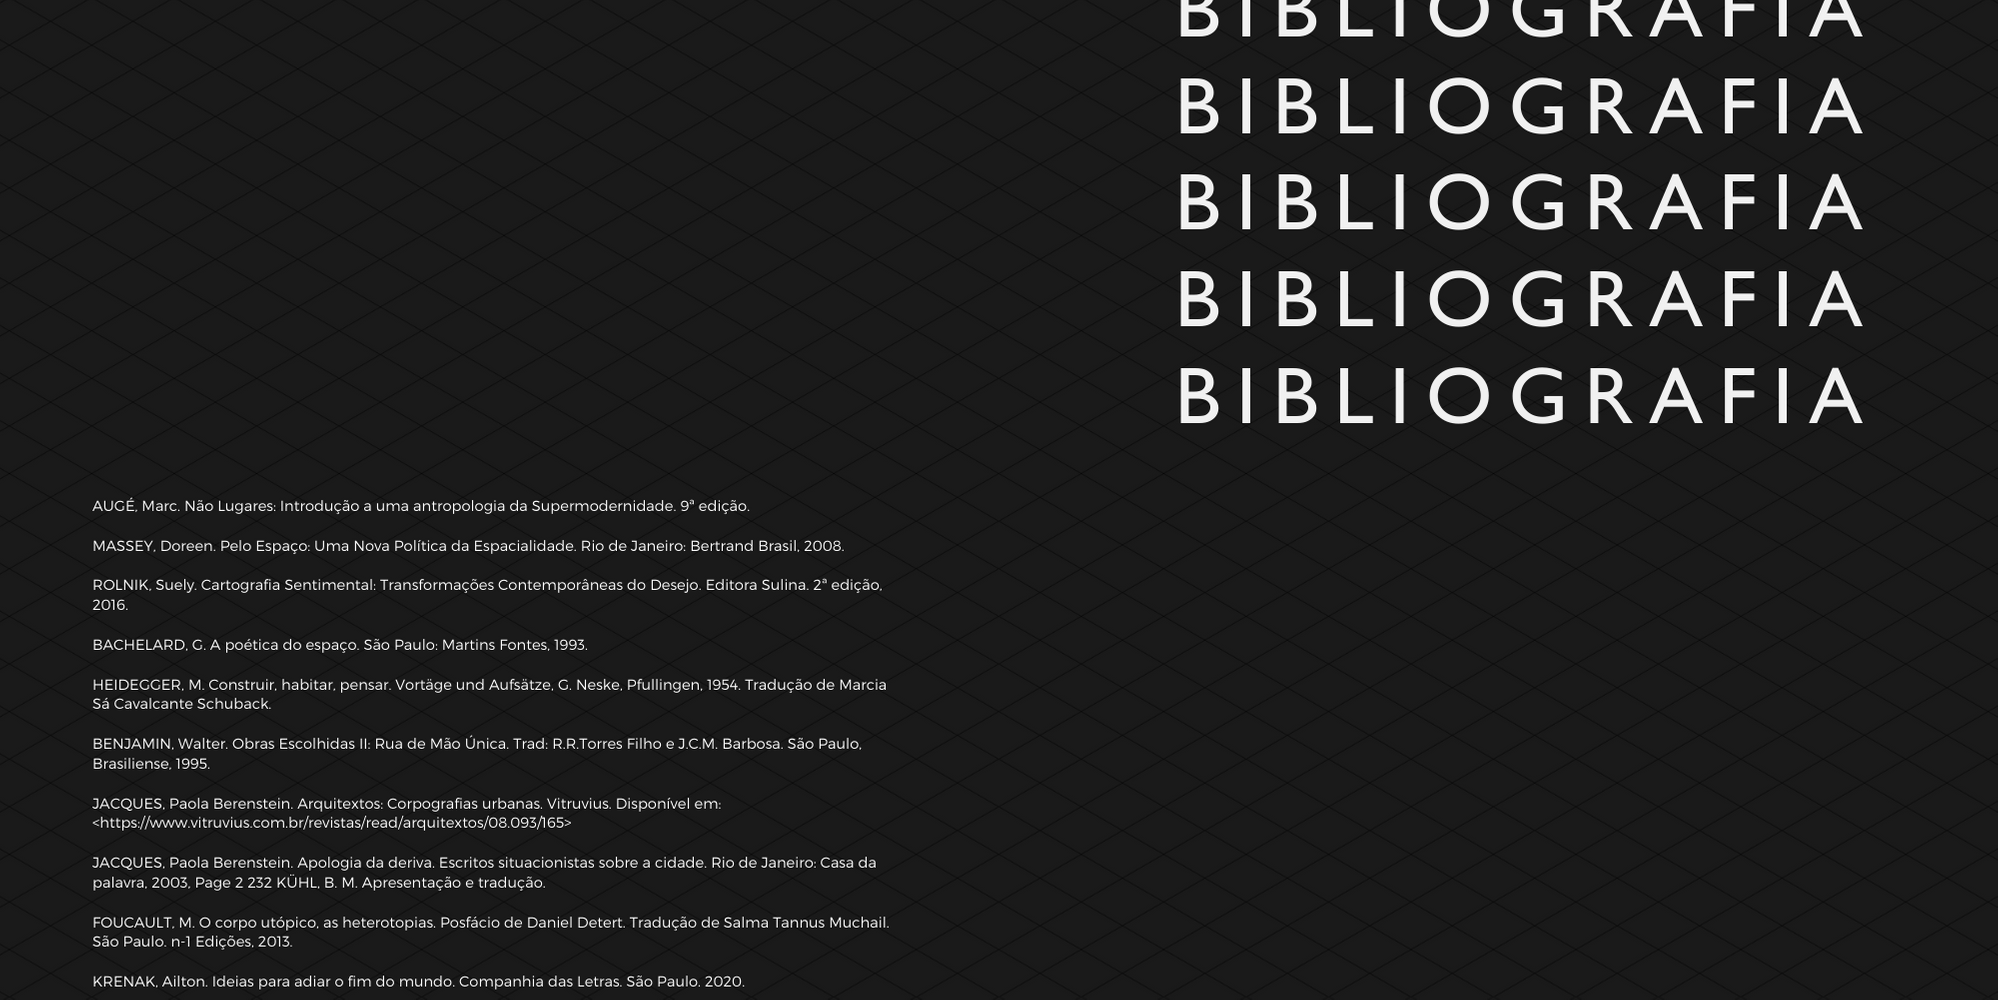 BIBLIOGRAFIA
BIBLIOGRAFIA
BIBLIOGRAFIA
BIBLIOGRAFIA
BIBLIOGRAFIA
AUGÉ, Marc. Não Lugares: Introdução a uma antropologia da Supermodernidade. 9ª edição.
MASSEY, Doreen. Pelo Espaço: Uma Nova Política da Espacialidade. Rio de Janeiro: Bertrand Brasil, 2008.
ROLNIK, Suely. Cartografia Sentimental: Transformações Contemporâneas do Desejo. Editora Sulina. 2ª edição,
2016.
BACHELARD, G. A poética do espaço. São Paulo: Martins Fontes, 1993.
HEIDEGGER, M. Construir, habitar, pensar. Vortäge und Aufsätze, G. Neske, Pfullingen, 1954. Tradução de Marcia
Sá Cavalcante Schuback.
BENJAMIN, Walter. Obras Escolhidas II: Rua de Mão Única. Trad: R.R.Torres Filho e J.C.M. Barbosa. São Paulo,
Brasiliense, 1995.
JACQUES, Paola Berenstein. Arquitextos: Corpografias urbanas. Vitruvius. Disponível em:
<https://www.vitruvius.com.br/revistas/read/arquitextos/08.093/165>
JACQUES, Paola Berenstein. Apologia da deriva. Escritos situacionistas sobre a cidade. Rio de Janeiro: Casa da
palavra, 2003, Page 2 232 KÜHL, B. M. Apresentação e tradução.
FOUCAULT, M. O corpo utópico, as heterotopias. Posfácio de Daniel Detert. Tradução de Salma Tannus Muchail.
São Paulo. n-1 Edições, 2013.
KRENAK, Ailton. Ideias para adiar o fim do mundo. Companhia das Letras. São Paulo. 2020.